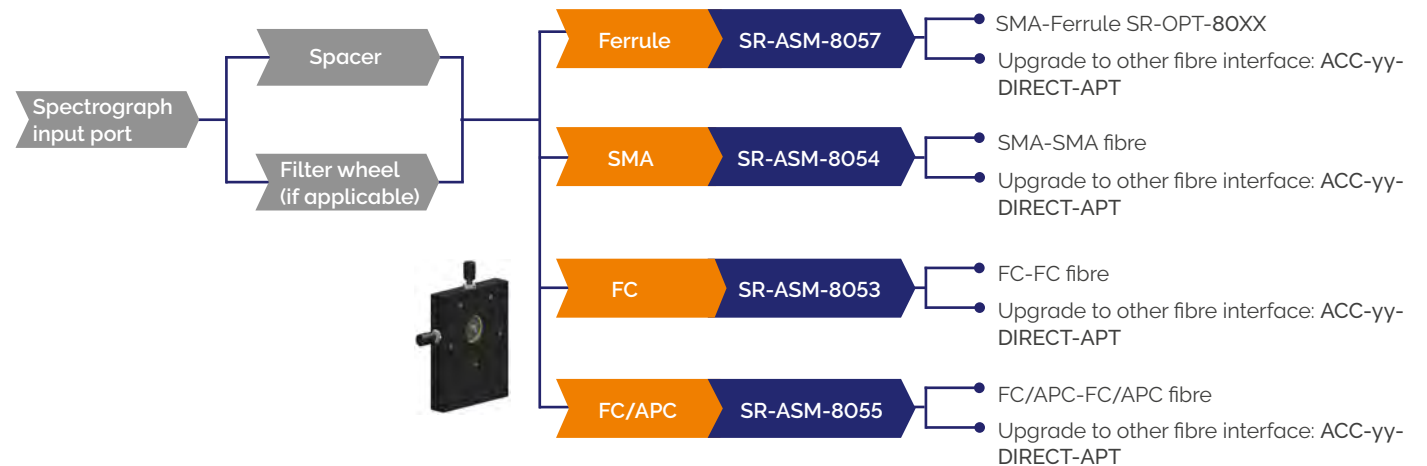 Spectrograph
input port
Spacer
Filter wheel
(if applicable)
Ferrule
SR-ASM-8057
SMA-Ferrule SR-OPT-80XX
Upgrade to other fibre interface: ACC-yy-
DIRECT-APT
SMA
SR-ASM-8054
SMA-SMA fibre
Upgrade to other fibre interface: ACC-yy-
DIRECT-APT
FC
SR-ASM-8053
FC-FC fibre
Upgrade to other fibre interface: ACC-yy-
DIRECT-APT
FC/APC
SR-ASM-8055
FC/APC-FC/APC fibre
Upgrade to other fibre interface: ACC-yy-
DIRECT-APT